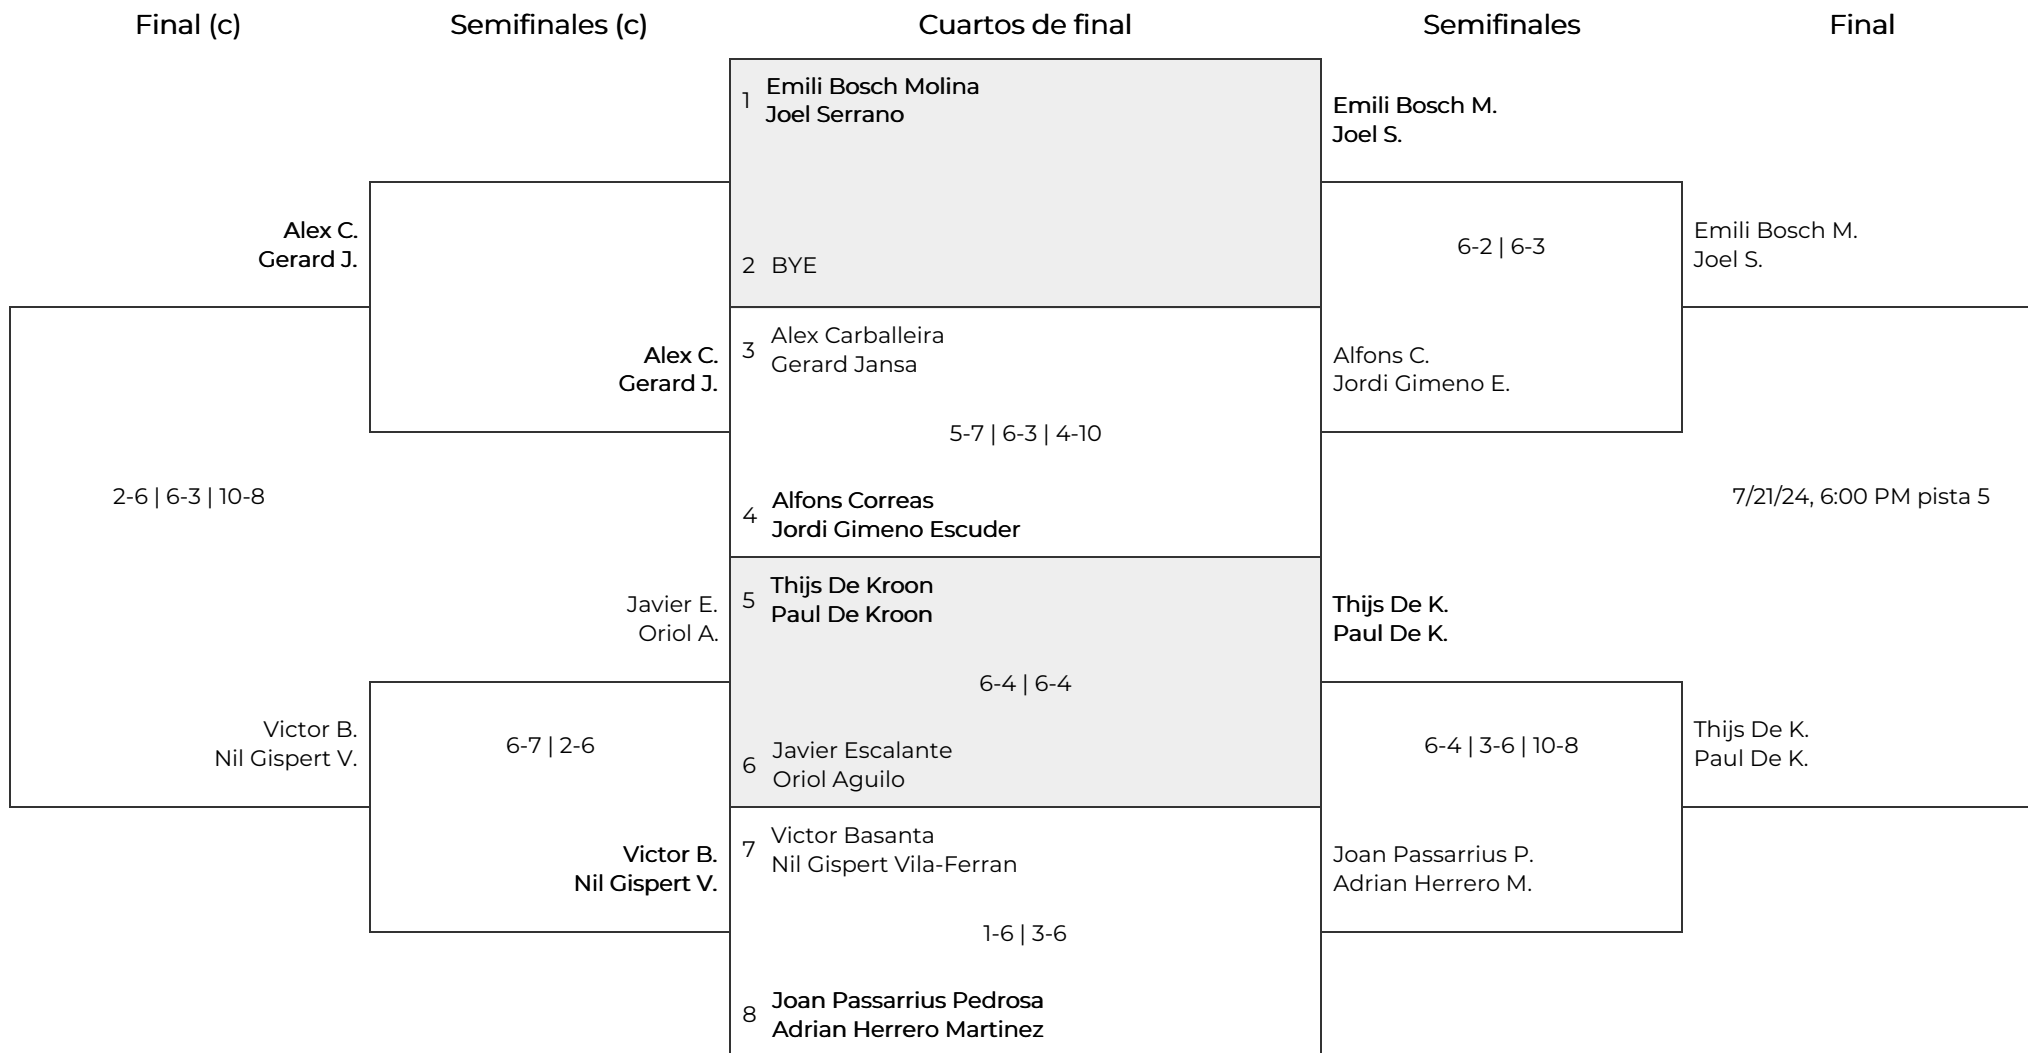 Final (c)
Semifinales (c)
Cuartos de final
Semifinales
Final
1
Emili Bosch Molina
Joel Serrano
2 BYE
3
Alex Carballeira
Gerard Jansa
5-7 | 6-3 | 4-10
4
Alfons Correas
Jordi Gimeno Escuder
5
Thijs De Kroon
Paul De Kroon
6-4 | 6-4
6
Javier Escalante
Oriol Aguilo
7
Victor Basanta
Nil Gispert Vila-Ferran
1-6 | 3-6
8
Joan Passarrius Pedrosa
Adrian Herrero Martinez
Alex C.
Gerard J.
Javier E.
Oriol A.
6-7 | 2-6
Victor B.
Nil Gispert V.
Alex C.
Gerard J.
2-6 | 6-3 | 10-8
Victor B.
Nil Gispert V.
Emili Bosch M.
Joel S.
6-2 | 6-3
Alfons C.
Jordi Gimeno E.
Thijs De K.
Paul De K.
6-4 | 3-6 | 10-8
Joan Passarrius P.
Adrian Herrero M.
Emili Bosch M.
Joel S.
7/21/24, 6:00 PM pista 5
Thijs De K.
Paul De K.